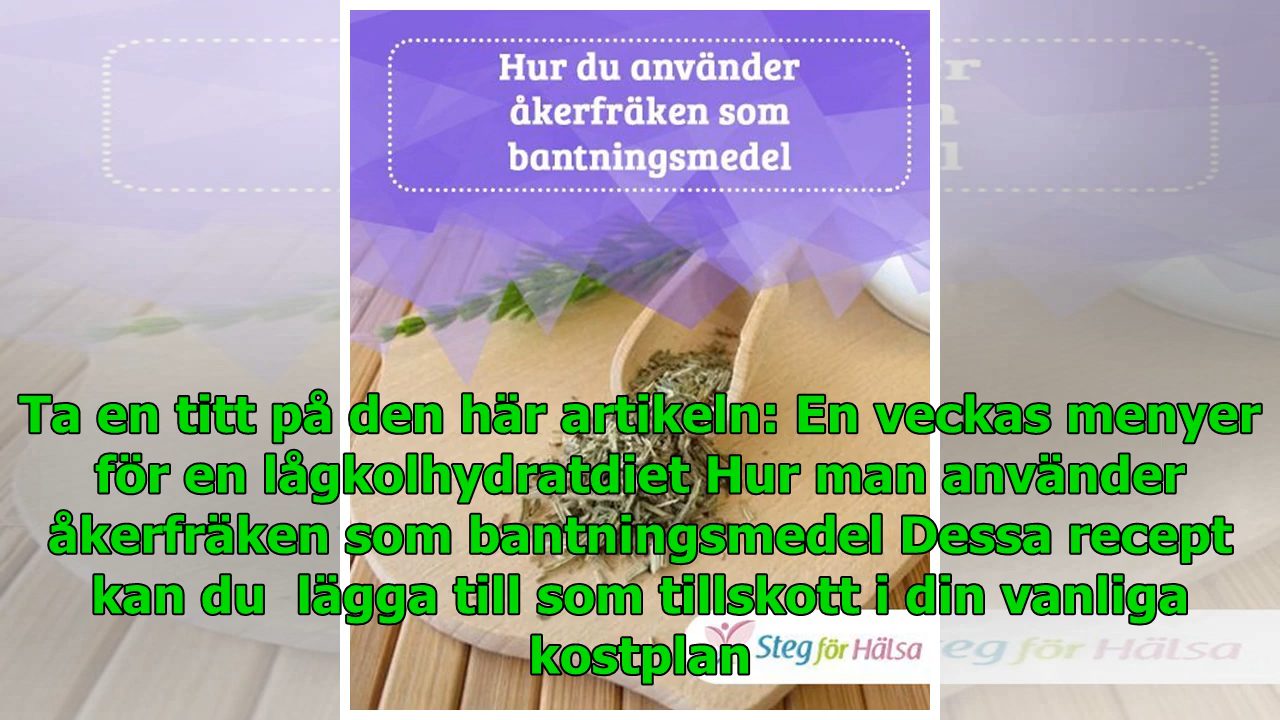 Hur du använder
åkerfräken som
bantningsmedel
Ta en titt på den här artikeln: En veckas menyer
för en lågkolhydratdiet Hur man använder
åkerfräken som bantningsmedel Dessa recept
kan du  lägga till som tillskott i din vanliga
kostplan
Steg för Hälsa